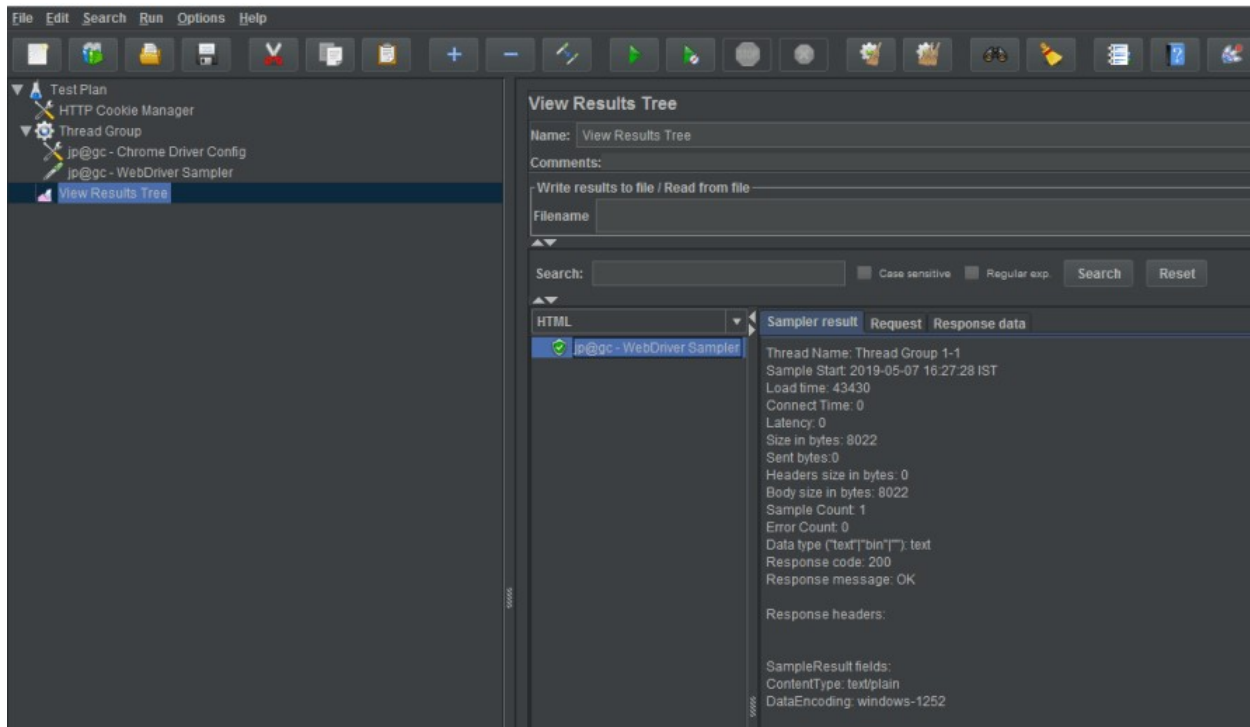 File Edit Search Run Options Help
Test Plan
HTTP Cookie Manager
Thread Group
jp@gc - Chrome Driver Config
jp@gc - WebDriver Sampler
View Results Tree
View Results Tree
Name: View Results Tree
Comments:
Write results to file / Read from file
Filename
Search: Case sensitive Regular exp. Search Reset
HTML
jp@gc - WebDriver Sampler
Sampler result Request Response data
Thread Name: Thread Group 1-1
Sample Start: 2019-05-07 16:27:28 IST
Load time: 43430
Connect Time: 0
Latency: 0
Size in bytes: 8022
Sent bytes:0
Headers size in bytes: 0
Body size in bytes: 8022
Sample Count: 1
Error Count: 0
Data type ("text"|"bin"|""): text
Response code: 200
Response message: OK
Response headers:
SampleResult fields:
ContentType: text/plain
DataEncoding: windows-1252